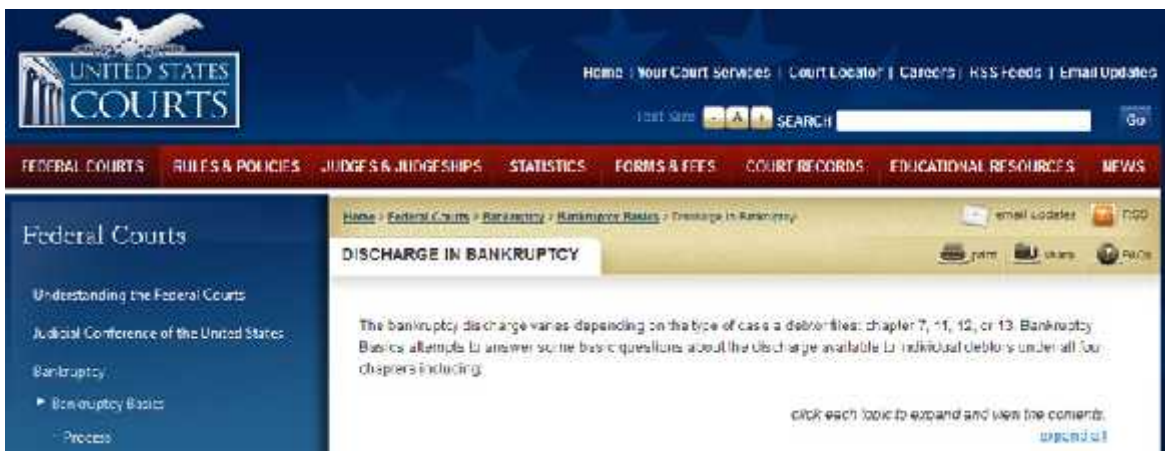 UNITED STATES
COURTS
Home | Your Court Services | Court Locator | Careers | RSS Feeds | Email Updates
Text Size - A + SEARCH Go
FEDERAL COURTS RULES & POLICIES JUDGES & JUDGESHIPS STATISTICS FORMS & FEES COURT RECORDS EDUCATIONAL RESOURCES NEWS
Federal Courts
Understanding the Federal Courts
Judicial Conference of the United States
Bankruptcy
Bankruptcy Basics
Process
Home > Federal Courts > Bankruptcy > Bankruptcy Basics > Discharge in Bankruptcy
email updates RSS
DISCHARGE IN BANKRUPTCY
print share FAQs
The bankruptcy discharge varies depending on the type of case a debtor files: chapter 7, 11, 12, or 13. Bankruptcy
Basics attempts to answer some basic questions about the discharge available to individual debtors under all four
chapters including:
click each topic to expand and view the contents.
expand all